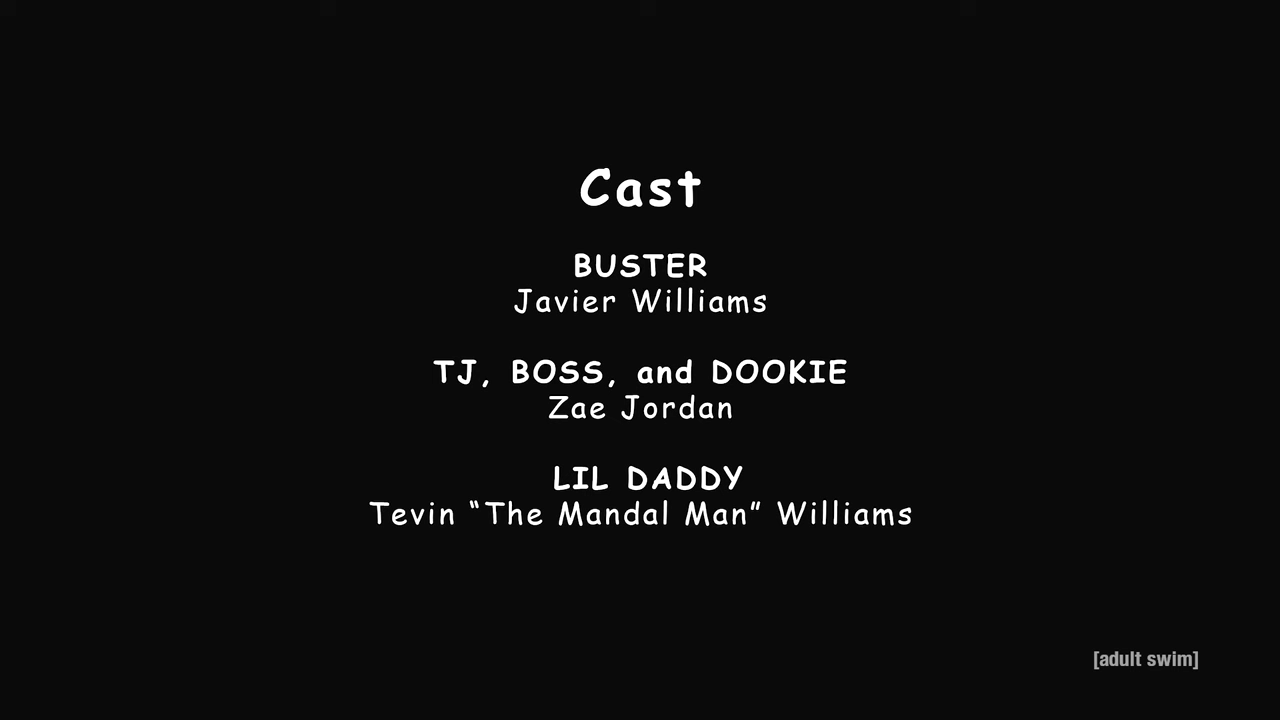 Cast
BUSTER
Javier Williams
TJ, BOSS, and DOOKIE
Zae Jordan
LIL DADDY
Tevin “The Mandal Man” Williams
[adult swim]